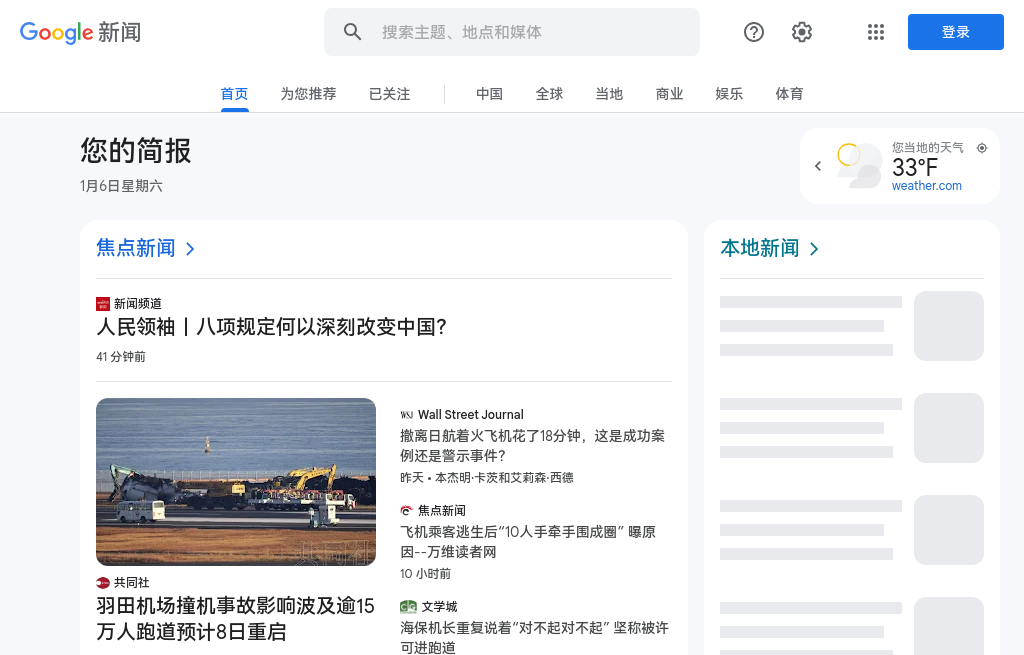 Google 新闻
搜索主题、地点和媒体
登录
首页
为您推荐
已关注
中国
全球
当地
商业
娱乐
体育
您的简报
1月6日星期六
您当地的天气
33°F
weather.com
焦点新闻
新闻频道
人民领袖丨八项规定何以深刻改变中国？
41 分钟前
共同社
羽田机场撞机事故影响波及逾15
万人跑道预计8日重启
WSJ Wall Street Journal
撤离日航着火飞机花了18分钟，这是成功案
例还是警示事件？
昨天 • 本杰明·卡茨和艾莉森·西德
焦点新闻
飞机乘客逃生后“10人手牵手围成圈” 曝原
因--万维读者网
10 小时前
文学城
海保机长重复说着“对不起对不起” 坚称被许
可进跑道
本地新闻